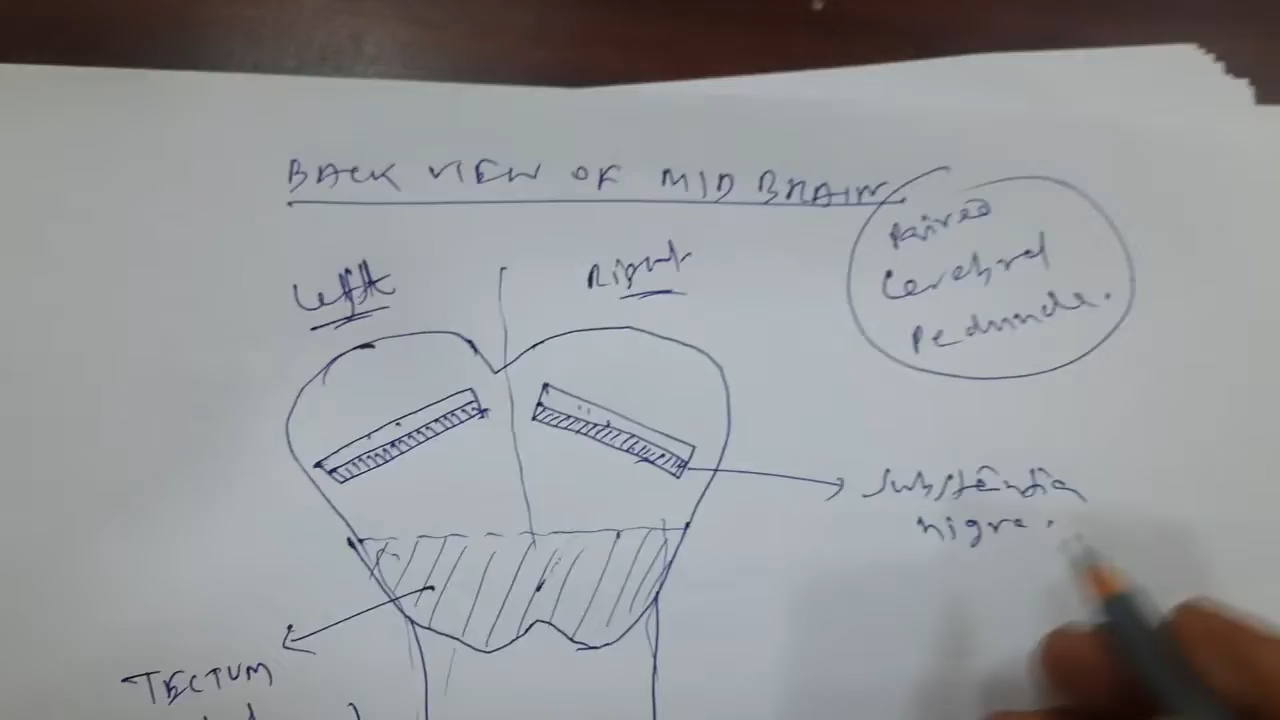 BACK VIEW OF MID BRAIN
Left
Right
Paired
Cerebral
Peduncle.
Substantia
nigra.
TECTUM